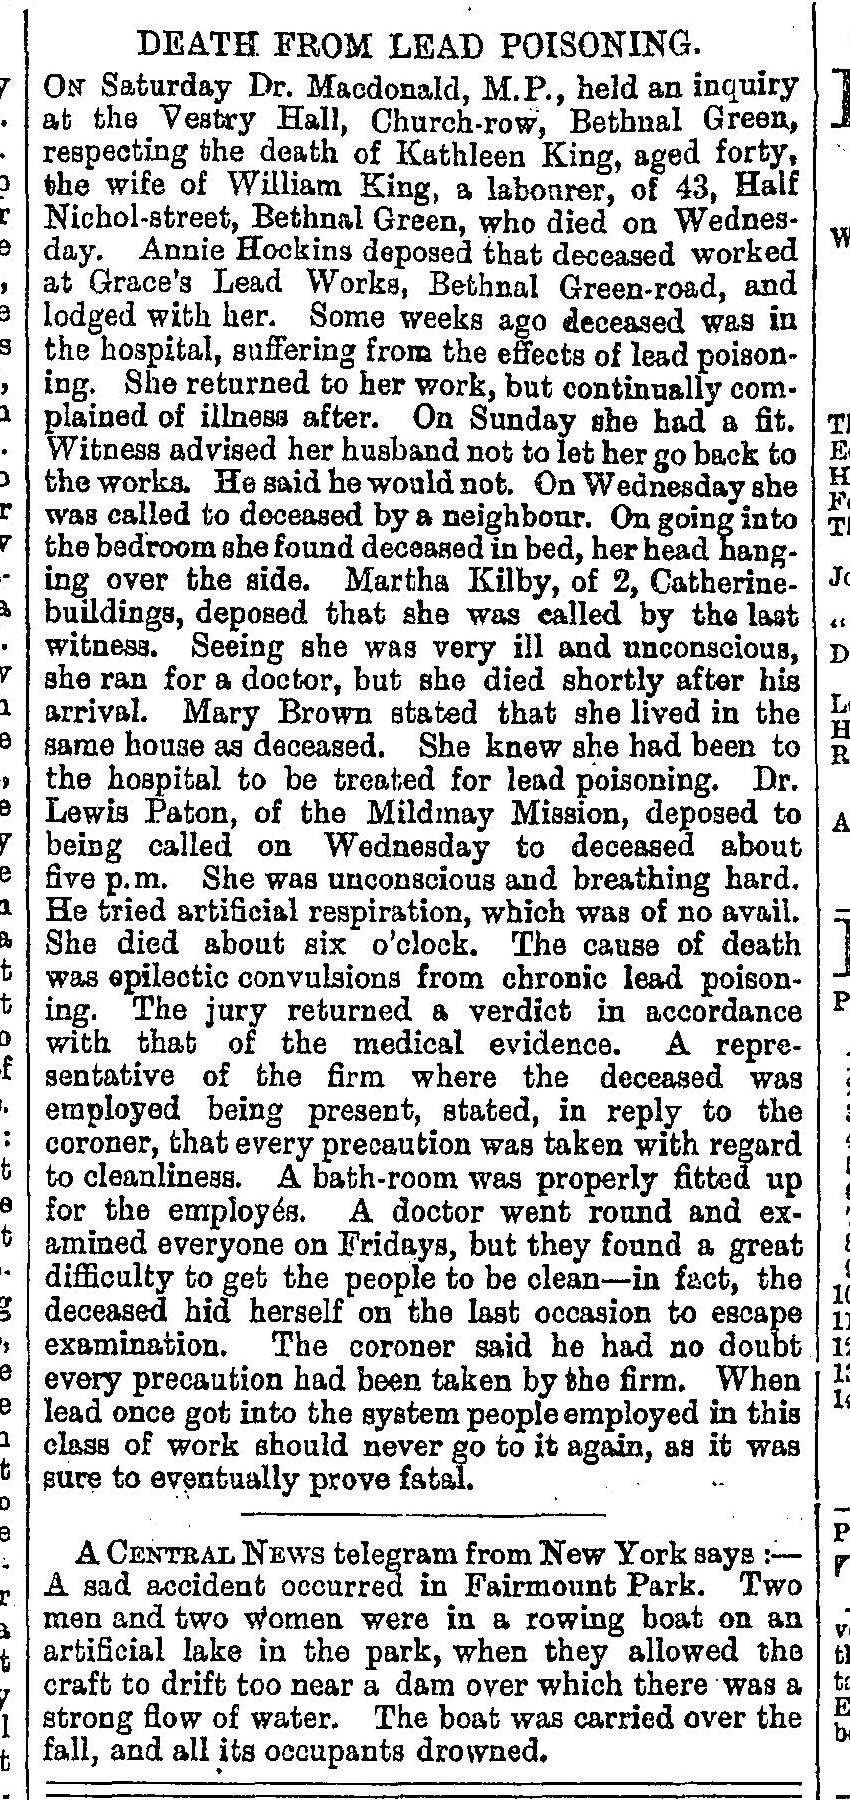 DEATH FROM LEAD POISONING.
ON Saturday Dr. Macdonald, M.P., held an inquiry
at the Vestry Hall, Church-row, Bethnal Green,
respecting the death of Kathleen King, aged forty,
the wife of William King, a labourer, of 43, Half
Nichol-street, Bethnal Green, who died on Wednes-
day. Annie Hockins deposed that deceased worked
at Grace's Lead Works, Bethnal Green-road, and
lodged with her. Some weeks ago deceased was in
the hospital, suffering from the effects of lead poison-
ing. She returned to her work, but continually com-
plained of illness after. On Sunday she had a fit.
Witness advised her husband not to let her go back to
the works. He said he would not. On Wednesday she
was called to deceased by a neighbour. On going into
the bedroom she found deceased in bed, her head hang-
ing over the side. Martha Kilby, of 2, Catherine-
buildings, deposed that she was called by the last
witness. Seeing she was very ill and unconscious,
she ran for a doctor, but she died shortly after his
arrival. Mary Brown stated that she lived in the
same house as deceased. She knew she had been to
the hospital to be treated for lead poisoning. Dr.
Lewis Paton, of the Mildmay Mission, deposed to
being called on Wednesday to deceased about
five p.m. She was unconscious and breathing hard.
He tried artificial respiration, which was of no avail.
She died about six o'clock. The cause of death
was epilectic convulsions from chronic lead poison-
ing. The jury returned a verdict in accordance
with that of the medical evidence. A repre-
sentative of the firm where the deceased was
employed being present, stated, in reply to the
coroner, that every precaution was taken with regard
to cleanliness. A bath-room was properly fitted up
for the employés. A doctor went round and ex-
amined everyone on Fridays, but they found a great
difficulty to get the people to be clean—in fact, the
deceased hid herself on the last occasion to escape
examination. The coroner said he had no doubt
every precaution had been taken by the firm. When
lead once got into the system people employed in this
class of work should never go to it again, as it was
sure to eventually prove fatal.
A CENTRAL NEWS telegram from New York says :—
A sad accident occurred in Fairmount Park. Two
men and two women were in a rowing boat on an
artificial lake in the park, when they allowed the
craft to drift too near a dam over which there was a
strong flow of water. The boat was carried over the
fall, and all its occupants drowned.